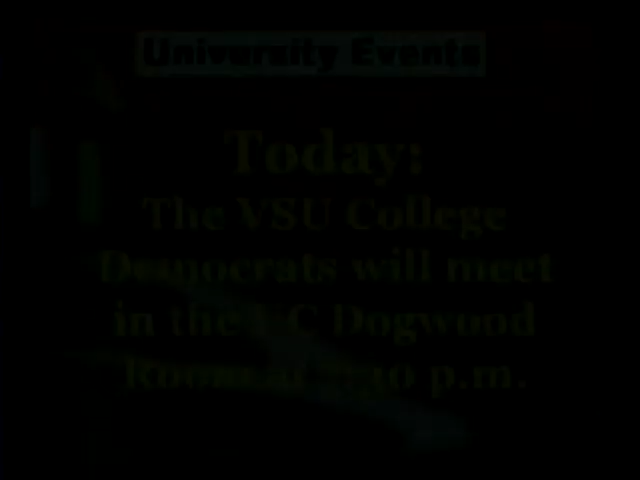 University Events
Today:
The VSU College
Democrats will meet
in the Dogwood
Room at p.m.